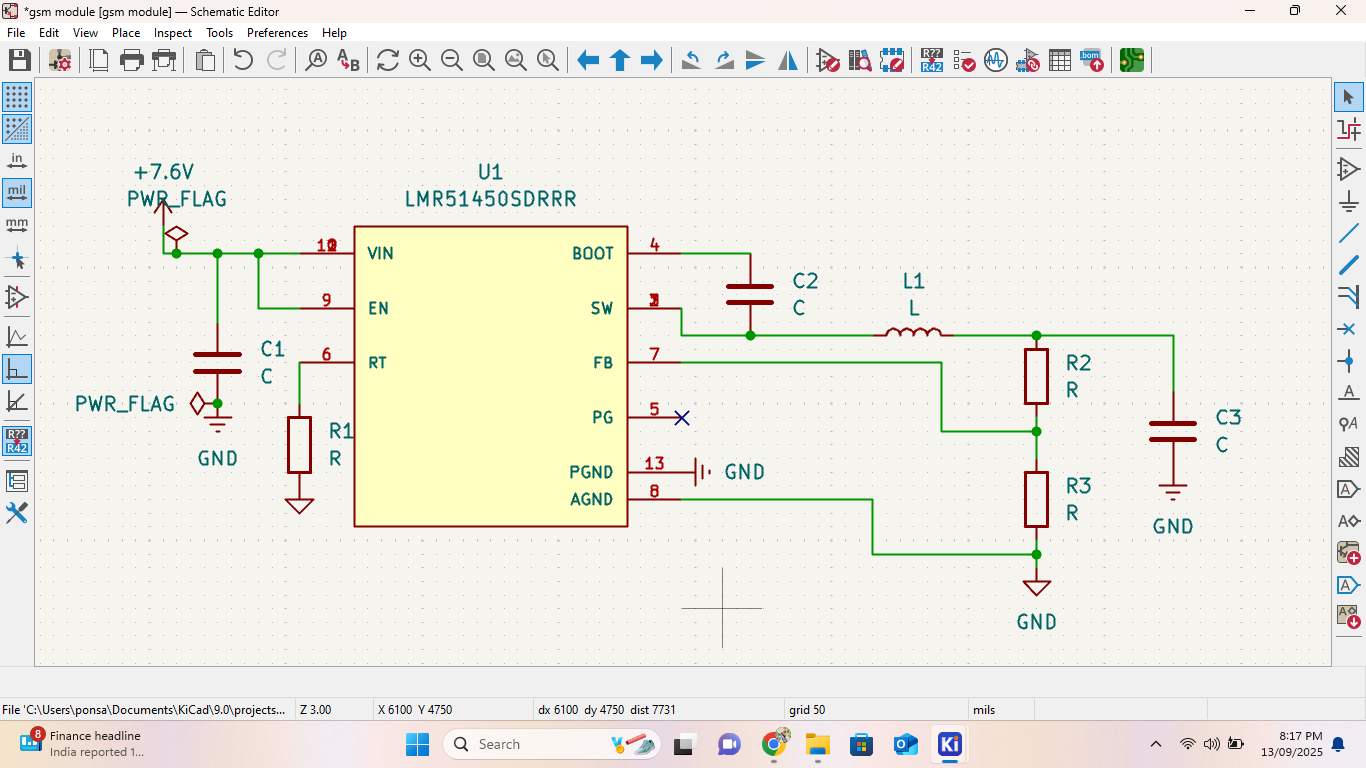 *gsm module [gsm module] — Schematic Editor
File Edit View Place Inspect Tools Preferences Help
R??
R42
bom
in
mil
mm
R??
R42
+7.6V
PWR_FLAG
U1
LMR51450SDRRR
VIN
9
EN
6
RT
BOOT
4
SW
FB
7
PG
5
PGND
13
AGND
8
C1
C
PWR_FLAG
GND
R1
R
C2
C
L1
L
R2
R
R3
R
C3
C
GND
GND
GND
File 'C:\Users\ponsa\Documents\KiCad\9.0\projects... Z 3.00 X 6100 Y 4750 dx 6100 dy 4750 dist 7731 grid 50 mils
8
Finance headline
India reported 1...
Search
Ki
8:17 PM
13/09/2025